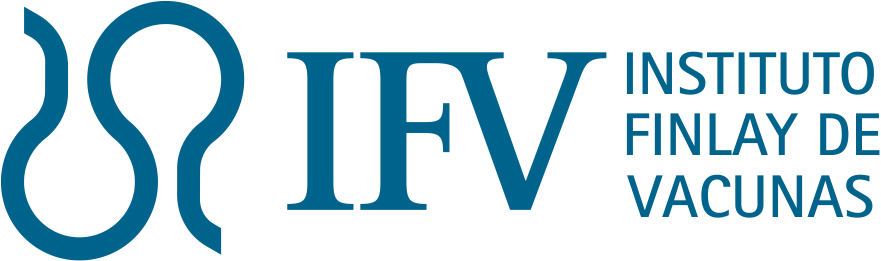 IFV
INSTITUTO
FINLAY DE
VACUNAS